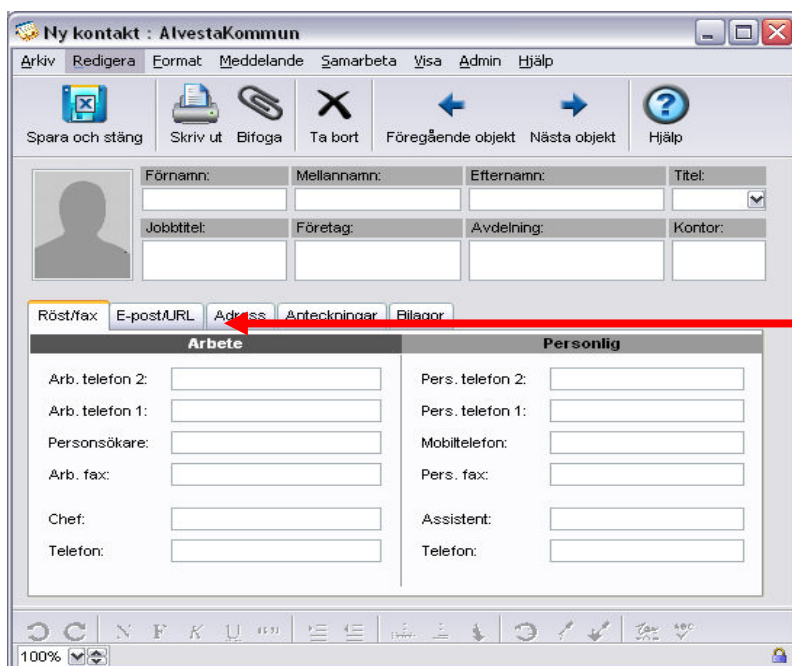 Ny kontakt : AlvestaKommun
Arkiv Redigera Format Meddelande Samarbeta Visa Admin Hjälp
Spara och stäng Skriv ut Bifoga Ta bort Föregående objekt Nästa objekt Hjälp
Förnamn: Mellannamn: Efternamn: Titel:
Jobbtitel: Företag: Avdelning: Kontor:
Röst/fax E-post/URL Adress Anteckningar Bilagor
Arbete Personlig
Arb. telefon 2: Pers. telefon 2:
Arb. telefon 1: Pers. telefon 1:
Personsökare: Mobiltelefon:
Arb. fax: Pers. fax:
Chef: Assistent:
Telefon: Telefon:
N F K U
100%